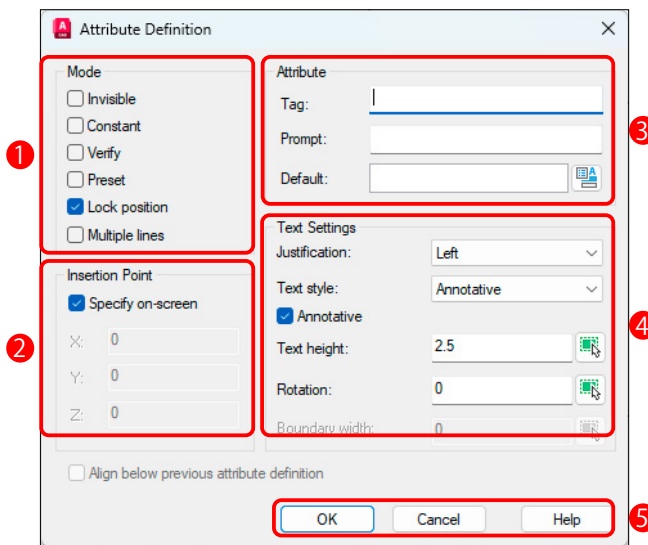 A
CAD
Attribute Definition
Mode
Invisible
Constant
Verify
Preset
Lock position
Multiple lines
1
Insertion Point
Specify on-screen
X:
0
Y:
0
Z:
0
2
Attribute
Tag:
Prompt:
Default:
A
3
Text Settings
Justification:
Left
Text style:
Annotative
Annotative
Text height:
2.5
Rotation:
0
Boundary width:
0
4
Align below previous attribute definition
OK
Cancel
Help
5